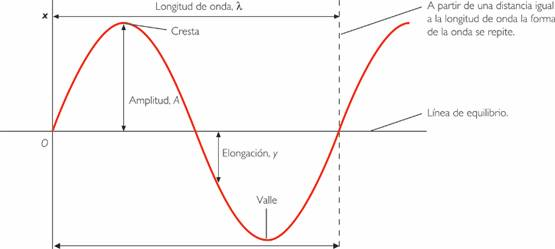 Longitud de onda, λ
x
Cresta
A partir de una distancia igual
a la longitud de onda la forma
de la onda se repite.
Amplitud, A
Línea de equilibrio.
O
Elongación, y
Valle